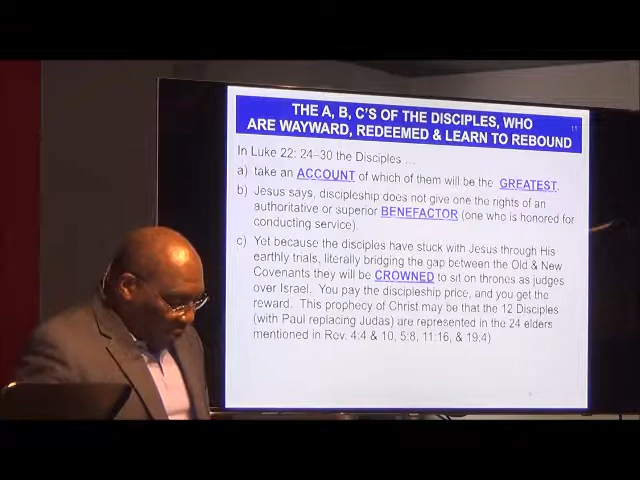 THE A, B, C'S OF THE DISCIPLES, WHO
ARE WAYWARD, REDEEMED & LEARN TO REBOUND
11
In Luke 22: 24–30 the Disciples ...
a) take an ACCOUNT of which of them will be the GREATEST.
b) Jesus says, discipleship does not give one the rights of an
authoritative or superior BENEFACTOR (one who is honored for
conducting service).
c) Yet because the disciples have stuck with Jesus through His
earthly trials, literally bridging the gap between the Old & New
Covenants they will be CROWNED to sit on thrones as judges
over Israel. You pay the discipleship price, and you get the
reward. This prophecy of Christ may be that the 12 Disciples
(with Paul replacing Judas) are represented in the 24 elders
mentioned in Rev. 4:4 & 10, 5:8, 11:16, & 19:4)